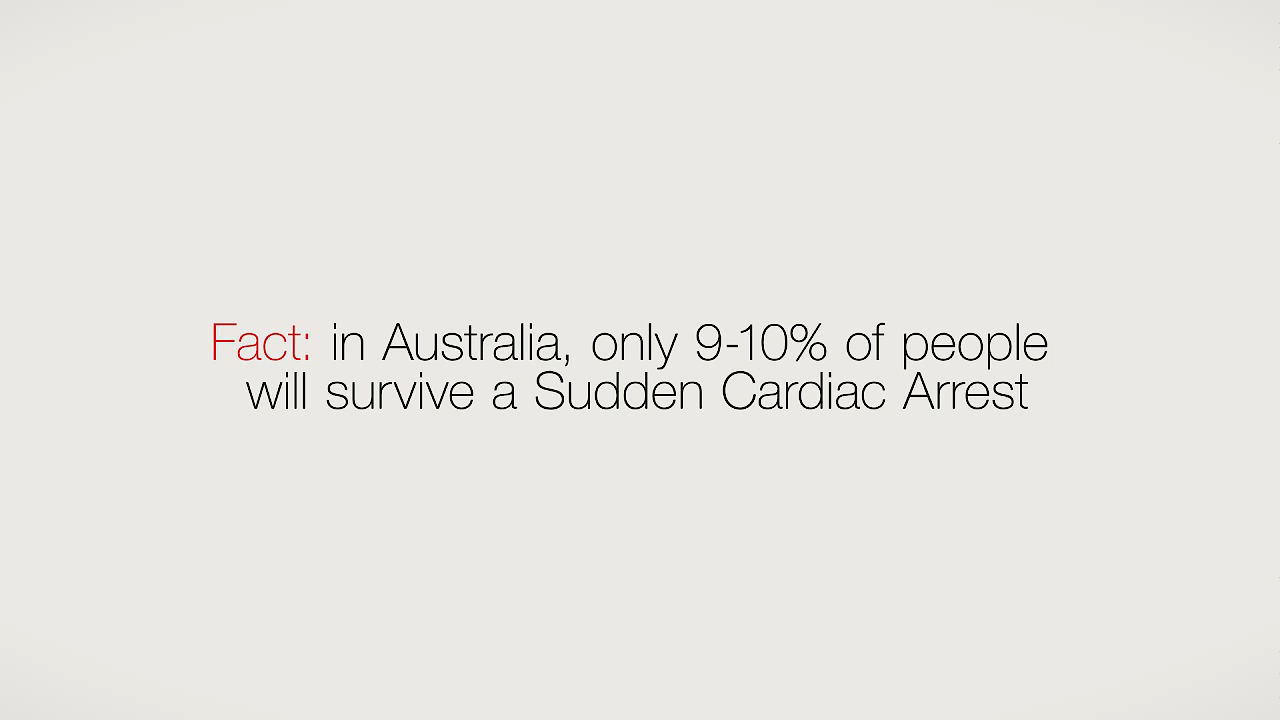 Fact: in Australia, only 9-10% of people
will survive a Sudden Cardiac Arrest